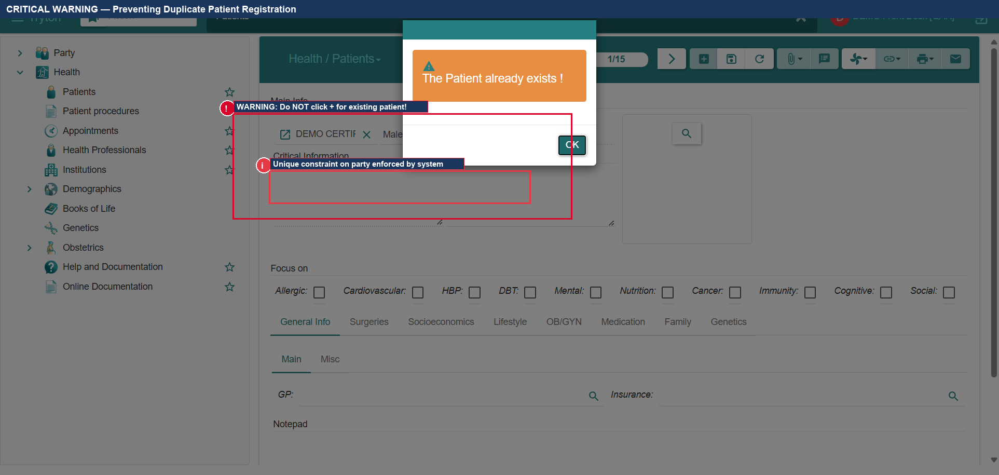 CRITICAL WARNING — Preventing Duplicate Patient Registration
Tryton
Patients
Party
Health
Patients
Patient procedures
Appointments
Health Professionals
Institutions
Demographics
Books of Life
Genetics
Obstetrics
Help and Documentation
Online Documentation
Health / Patients
1/15
The Patient already exists !
OK
Main Info
! WARNING: Do NOT click + for existing patient!
DEMO CERTIF
Male
Critical Information
i Unique constraint on party enforced by system
Focus on
Allergic: Cardiovascular: HBP: DBT: Mental: Nutrition: Cancer: Immunity: Cognitive: Social:
General Info Surgeries Socioeconomics Lifestyle OB/GYN Medication Family Genetics
Main Misc
GP: Insurance:
Notepad